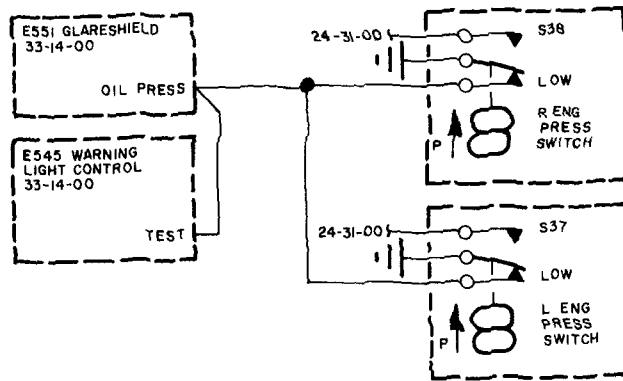 E551 GLARESHIELD
33-14-00
OIL PRESS
E545 WARNING
LIGHT CONTROL
33-14-00
TEST
24-31-00
S38
LOW
R ENG
PRESS
SWITCH
P
24-31-00
S37
LOW
L ENG
PRESS
SWITCH
P